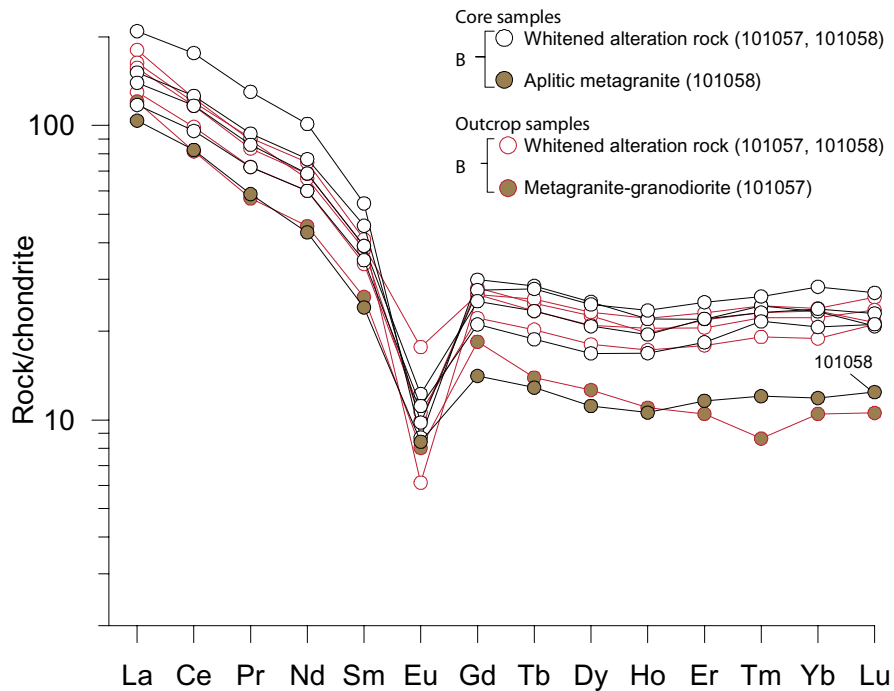 Core samples
B
Whitened alteration rock (101057, 101058)
Aplitic metagranite (101058)
Outcrop samples
B
Whitened alteration rock (101057, 101058)
Metagranite-granodiorite (101057)
Rock/chondrite
100
10
101058
La Ce Pr Nd Sm Eu Gd Tb Dy Ho Er Tm Yb Lu